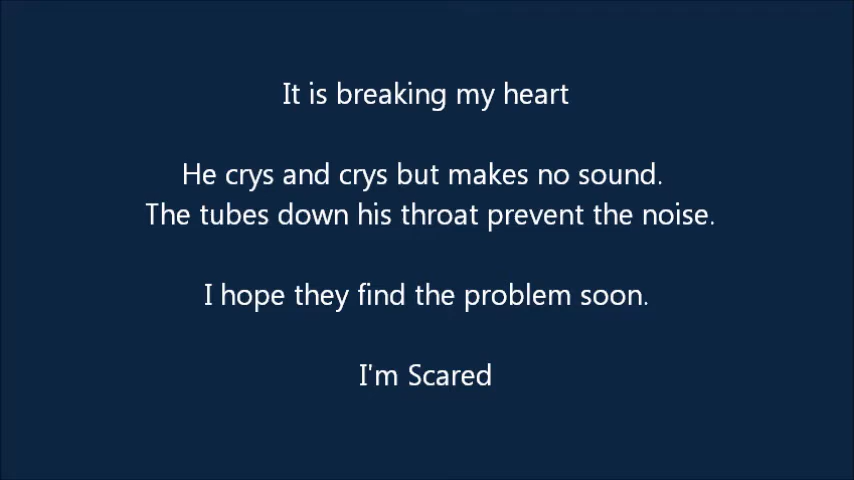 It is breaking my heart
He crys and crys but makes no sound.
The tubes down his throat prevent the noise.
I hope they find the problem soon.
I'm Scared